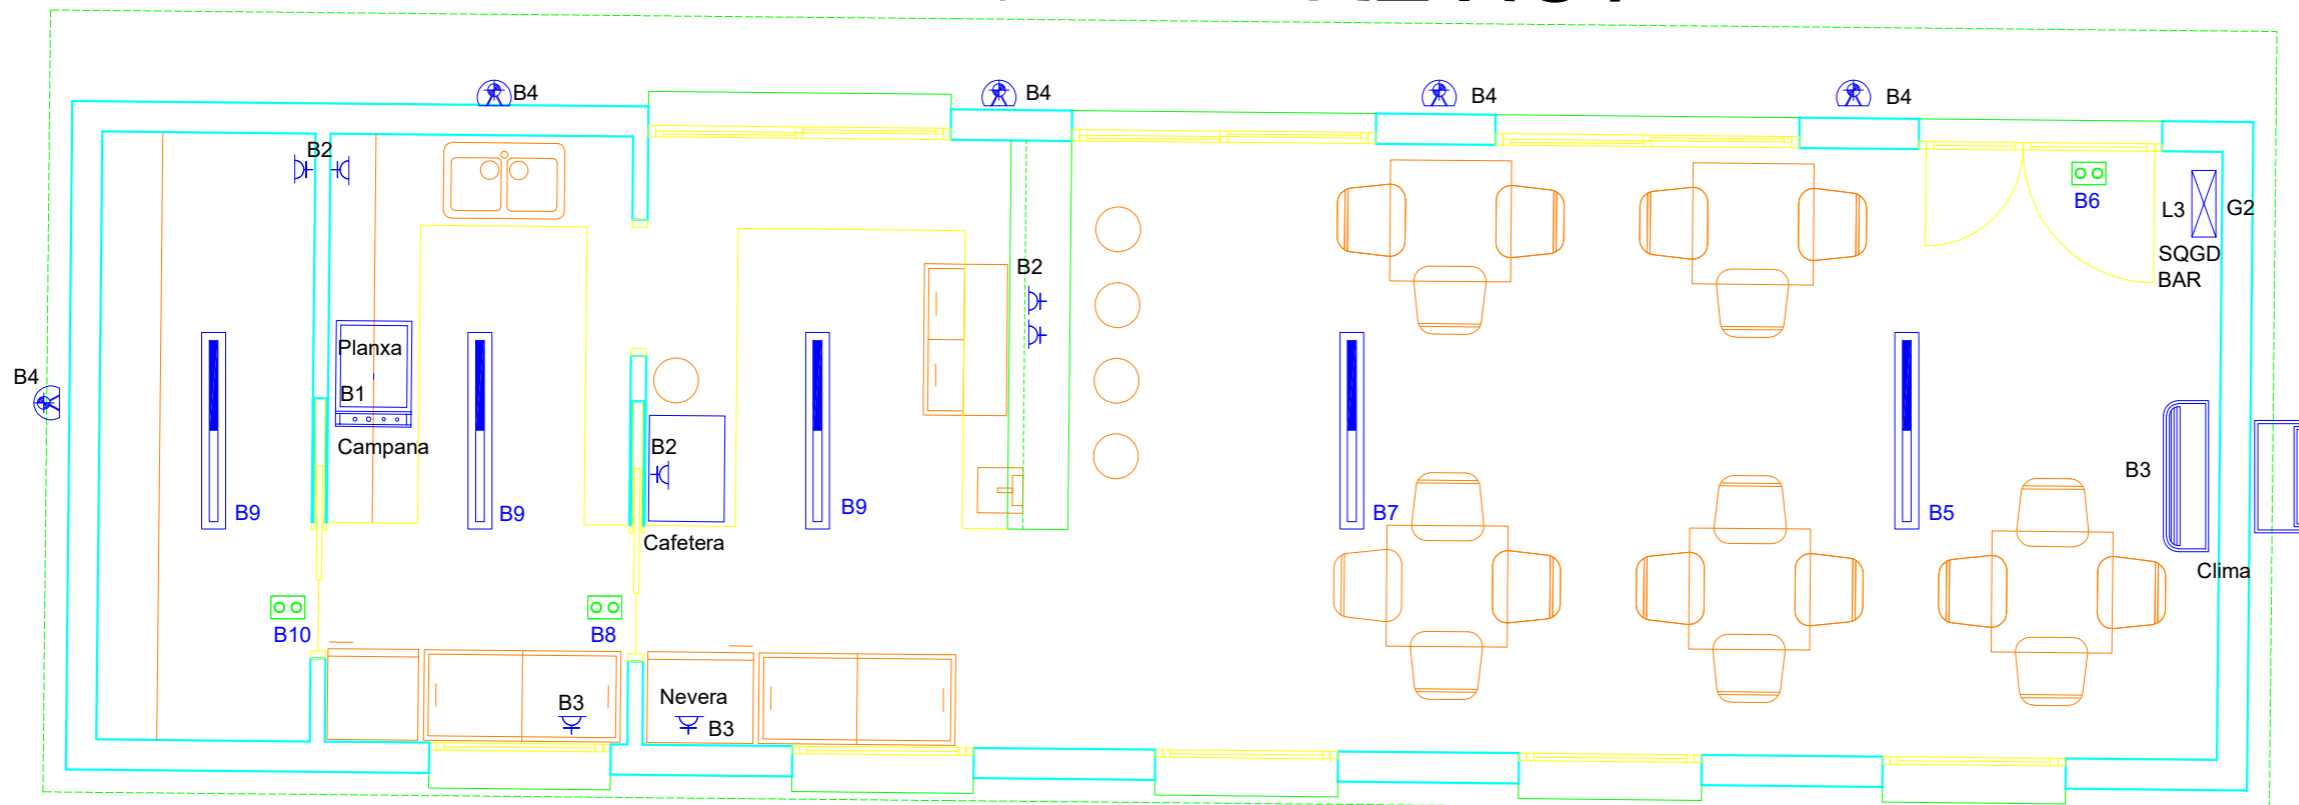 B4
B4
B4
B4
B2
B6
L3
G2
SQGD
BAR
B2
Planxa
B4
B1
Campana
B2
B3
B9
B9
B9
B7
B5
Cafetera
Clima
B10
B8
Nevera
B3
B3